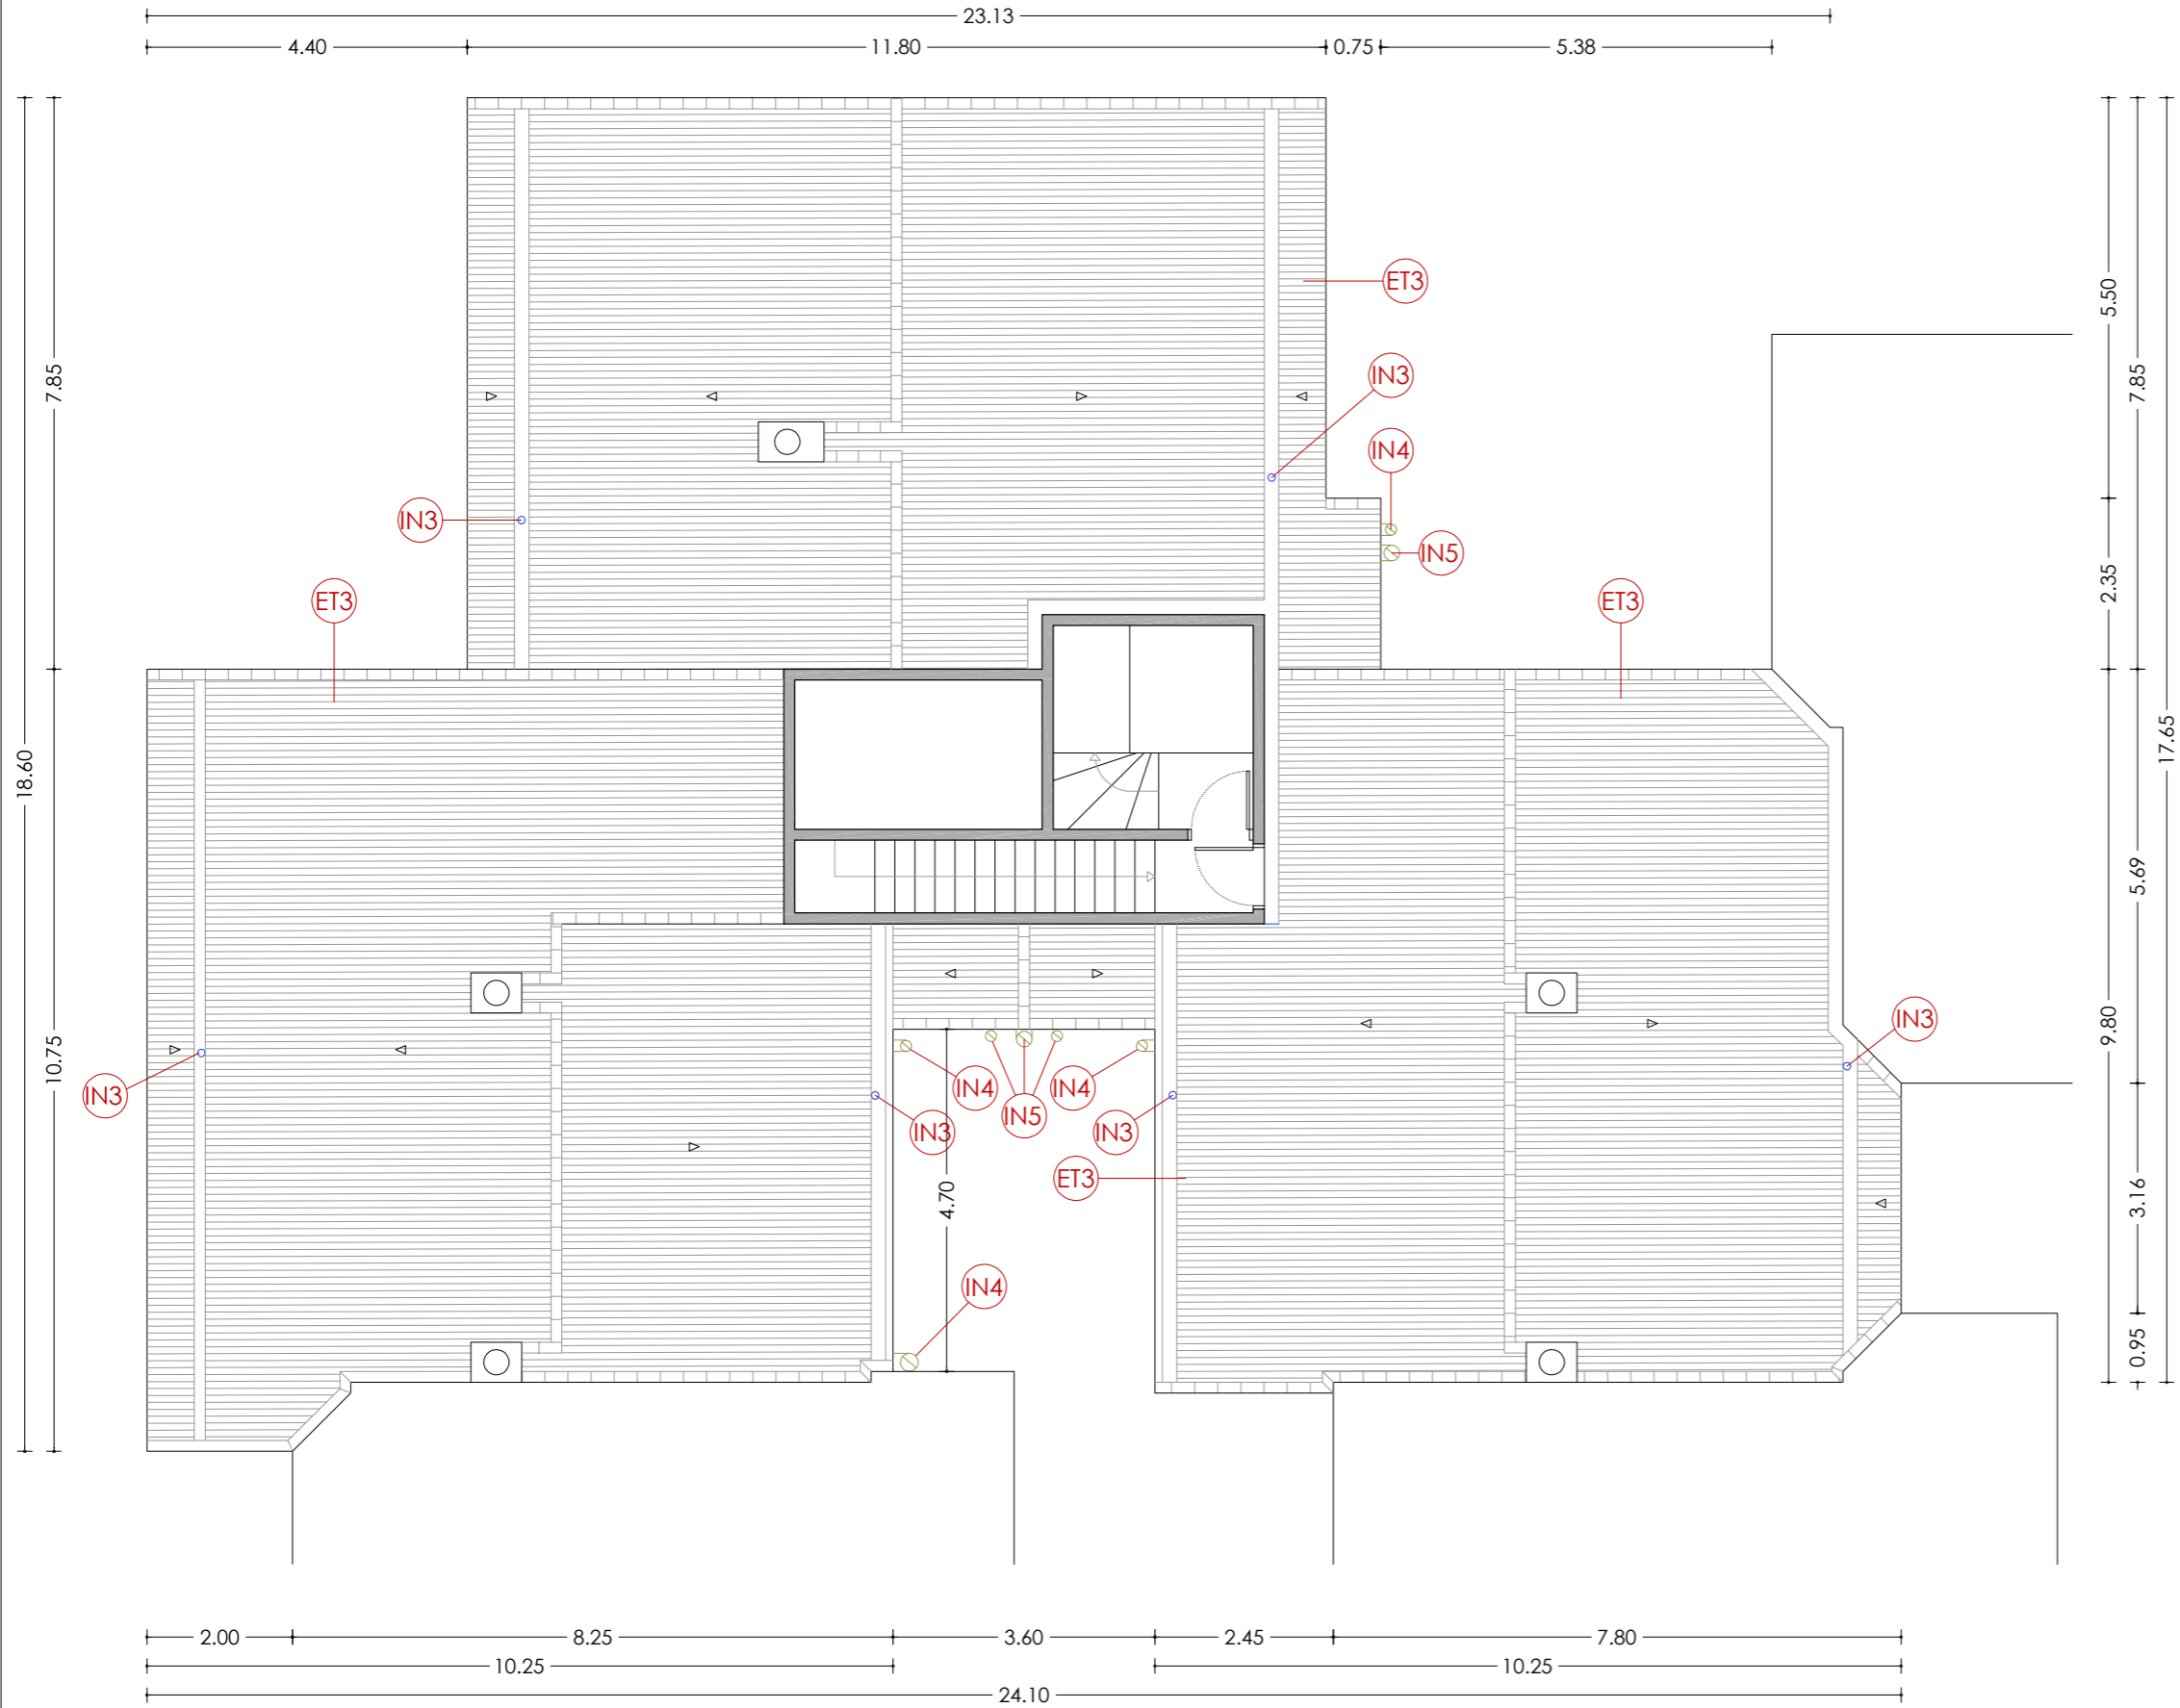 23.13
4.40 11.80 0.75 5.38
ET3
5.50
IN3
7.85
7.85
IN4
IN3
IN5
ET3
ET3
2.35
18.60
17.65
5.69
IN3
9.80
10.75
IN3
IN4
IN4
IN5
IN3
IN3
ET3
4.70
3.16
IN4
0.95
2.00 8.25 3.60 2.45 7.80
10.25 10.25
24.10